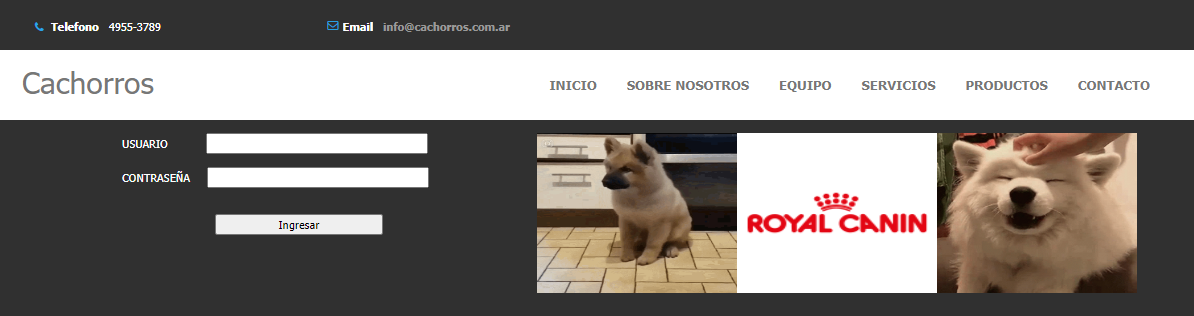 Telefono 4955-3789 Email info@cachorros.com.ar
Cachorros INICIO SOBRE NOSOTROS EQUIPO SERVICIOS PRODUCTOS CONTACTO
USUARIO
CONTRASEÑA
Ingresar
ROYAL CANIN